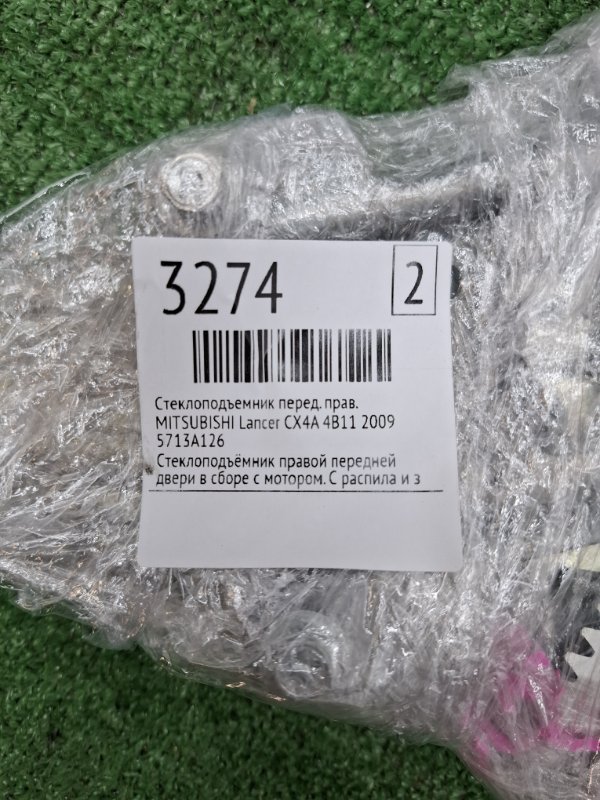 3274
2
Стеклоподъемник перед. прав.
MITSUBISHI Lancer CX4A 4B11 2009
5713A126
Стеклоподъёмник правой передней
двери в сборе с мотором. С распила и з